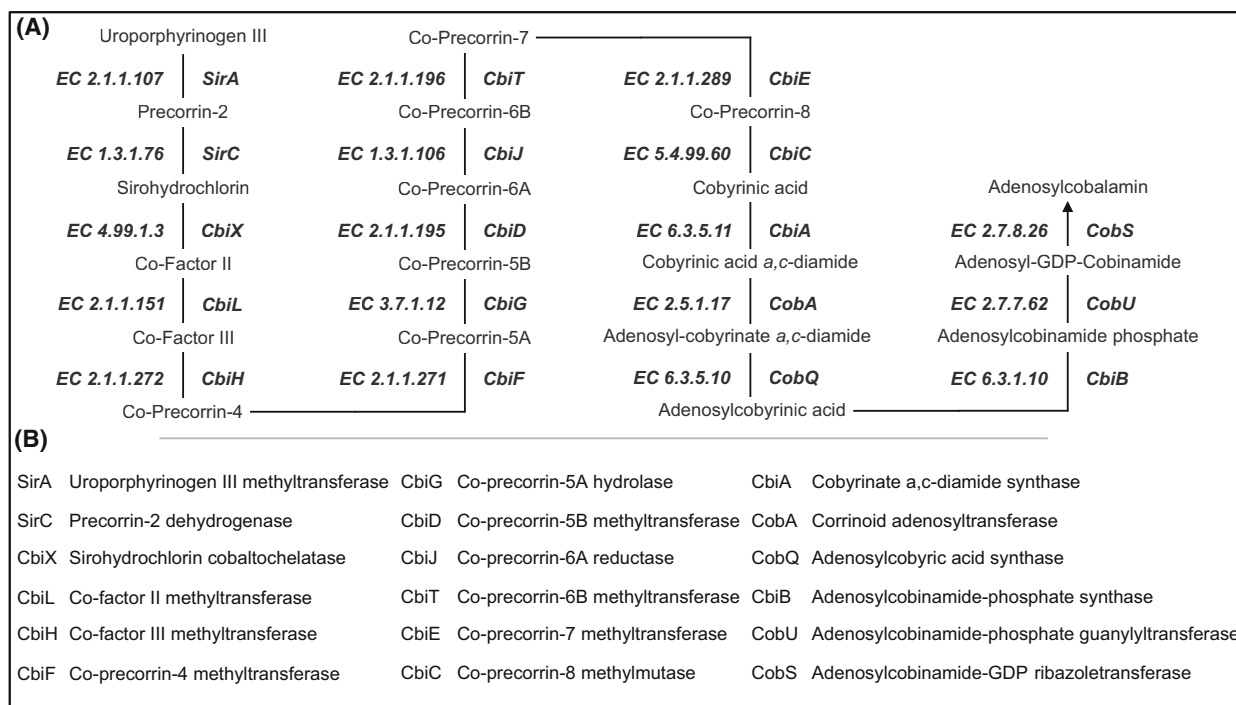 (A)
Uroporphyrinogen III
EC 2.1.1.107 SirA
Precorrin-2
EC 1.3.1.76 SirC
Sirohydrochlorin
EC 4.99.1.3 CbiX
Co-Factor II
EC 2.1.1.151 CbiL
Co-Factor III
EC 2.1.1.272 CbiH
Co-Precorrin-4
Co-Precorrin-7
EC 2.1.1.196 CbiT
Co-Precorrin-6B
EC 1.3.1.106 CbiJ
Co-Precorrin-6A
EC 2.1.1.195 CbiD
Co-Precorrin-5B
EC 3.7.1.12 CbiG
Co-Precorrin-5A
EC 2.1.1.271 CbiF
EC 2.1.1.289 CbiE
Co-Precorrin-8
EC 5.4.99.60 CbiC
Cobyrinic acid
EC 6.3.5.11 CbiA
Cobyrinic acid a,c-diamide
EC 2.5.1.17 CobA
Adenosyl-cobyrinate a,c-diamide
EC 6.3.5.10 CobQ
Adenosylcobyrinic acid
Adenosylcobalamin
EC 2.7.8.26 CobS
Adenosyl-GDP-Cobinamide
EC 2.7.7.62 CobU
Adenosylcobinamide phosphate
EC 6.3.1.10 CbiB
(B)
SirA Uroporphyrinogen III methyltransferase
SirC Precorrin-2 dehydrogenase
CbiX Sirohydrochlorin cobaltochelatase
CbiL Co-factor II methyltransferase
CbiH Co-factor III methyltransferase
CbiF Co-precorrin-4 methyltransferase
CbiG Co-precorrin-5A hydrolase
CbiD Co-precorrin-5B methyltransferase
CbiJ Co-precorrin-6A reductase
CbiT Co-precorrin-6B methyltransferase
CbiE Co-precorrin-7 methyltransferase
CbiC Co-precorrin-8 methylmutase
CbiA Cobyrinate a,c-diamide synthase
CobA Corrinoid adenosyltransferase
CobQ Adenosylcobyric acid synthase
CbiB Adenosylcobinamide-phosphate synthase
CobU Adenosylcobinamide-phosphate guanylyltransferase
CobS Adenosylcobinamide-GDP ribazoletransferase